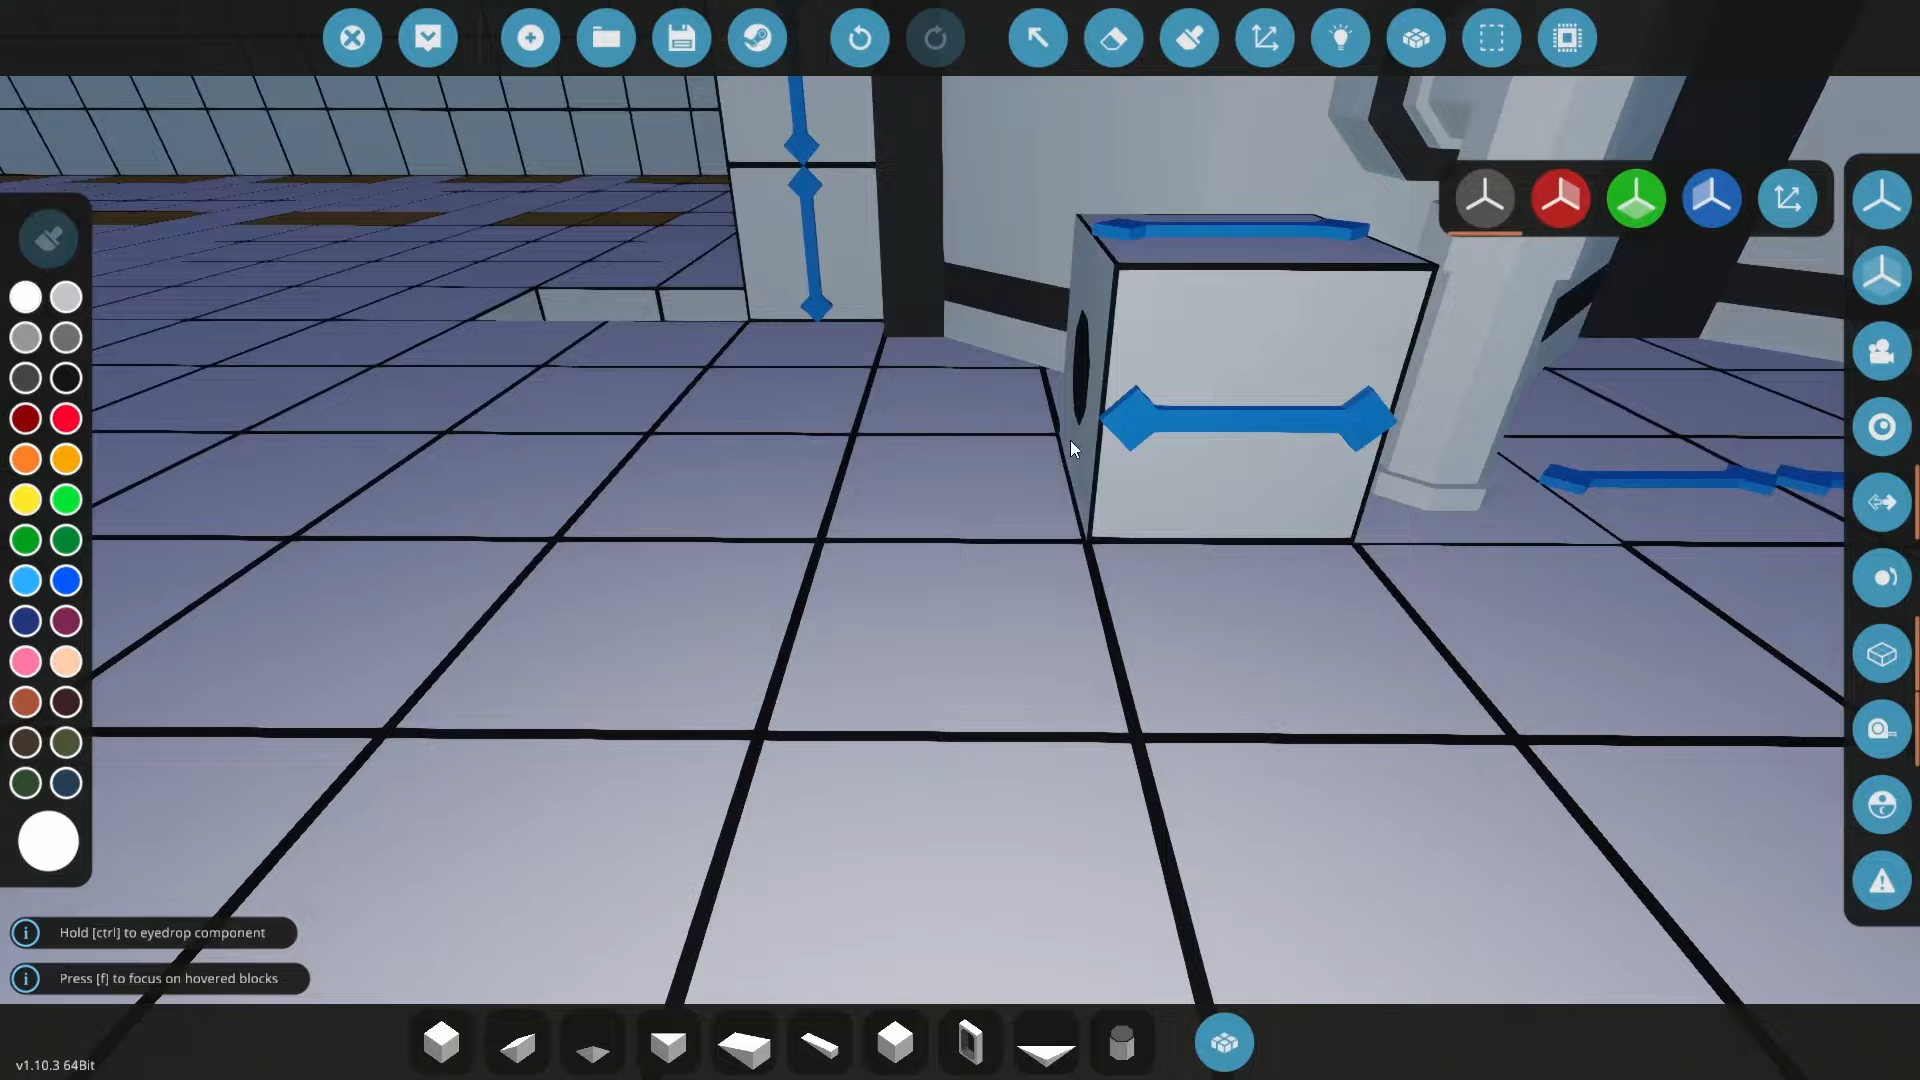 Hold [ctrl] to eyedrop component
Press [f] to focus on hovered blocks
v1.10.3 64Bit